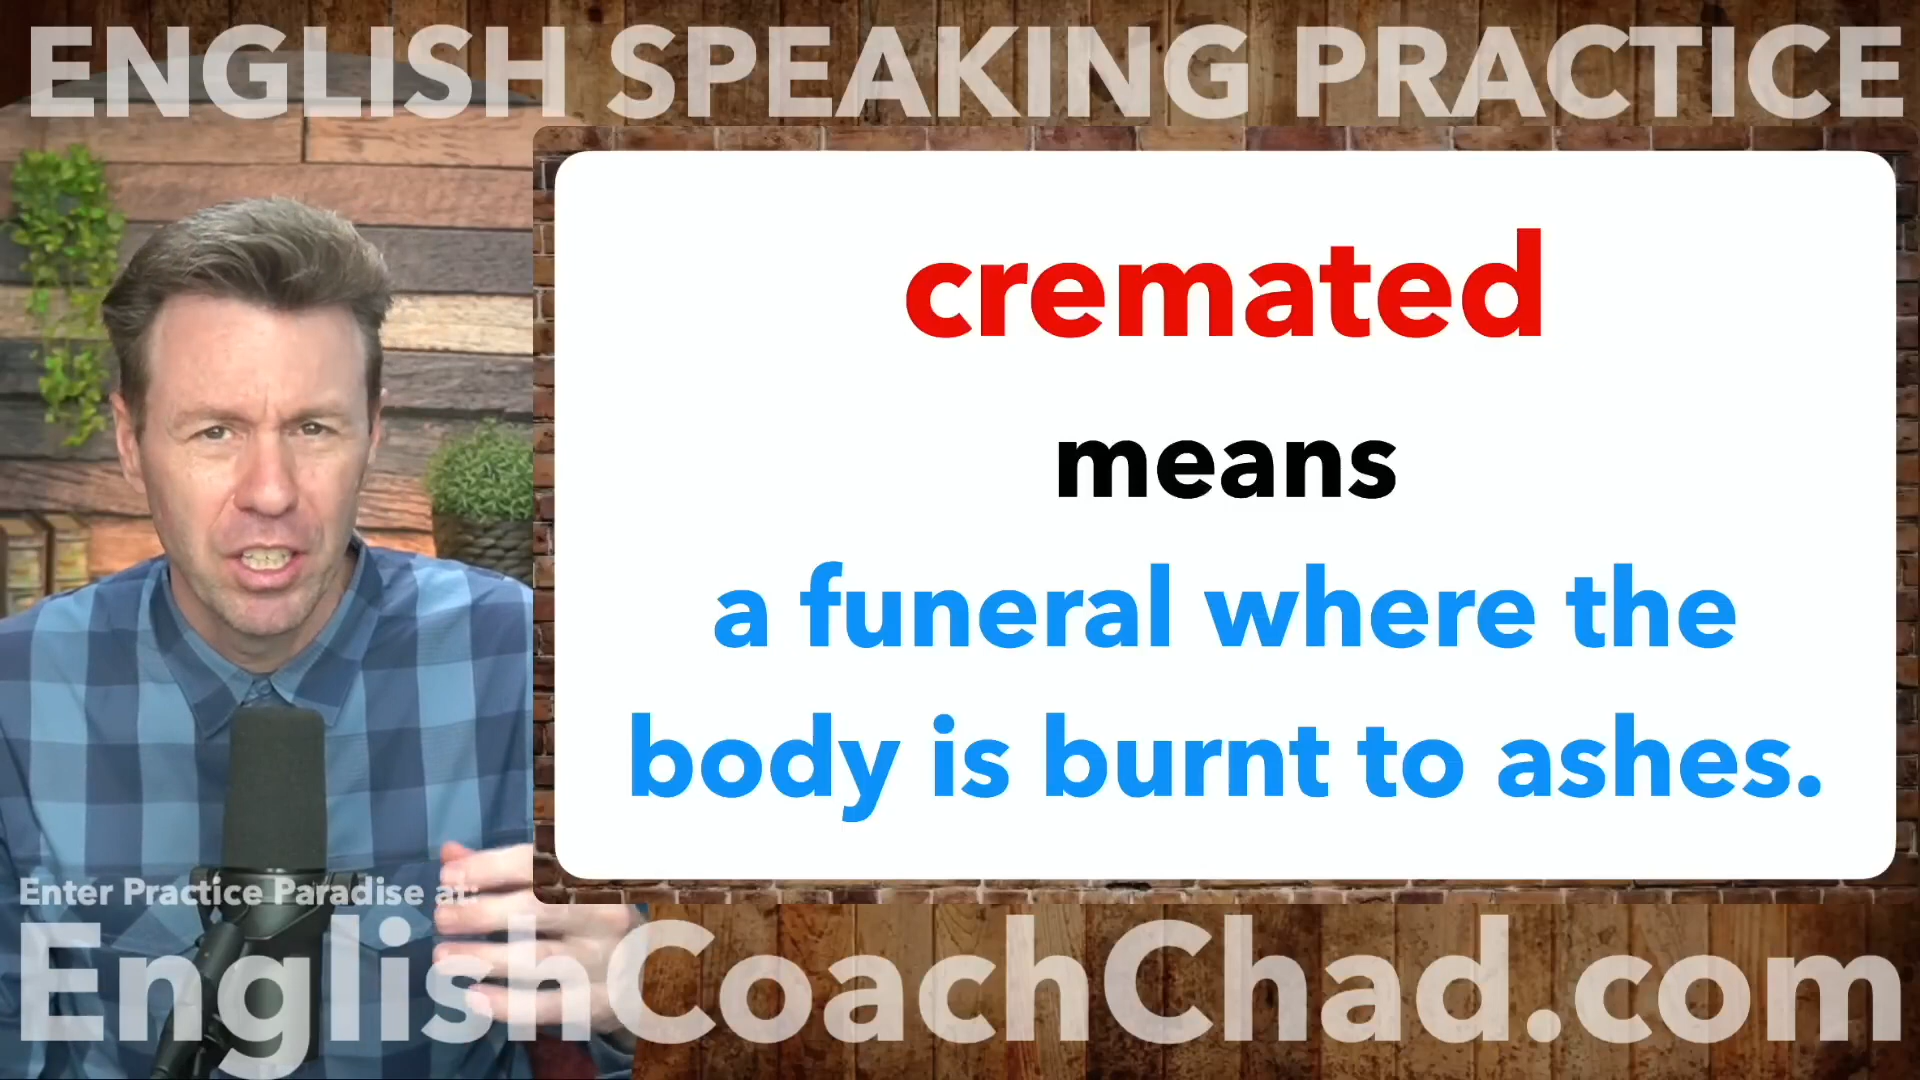 ENGLISH SPEAKING PRACTICE
cremated
means
a funeral where the
body is burnt to ashes.
Enter Practice Paradise at:
EnglishCoachChad.com